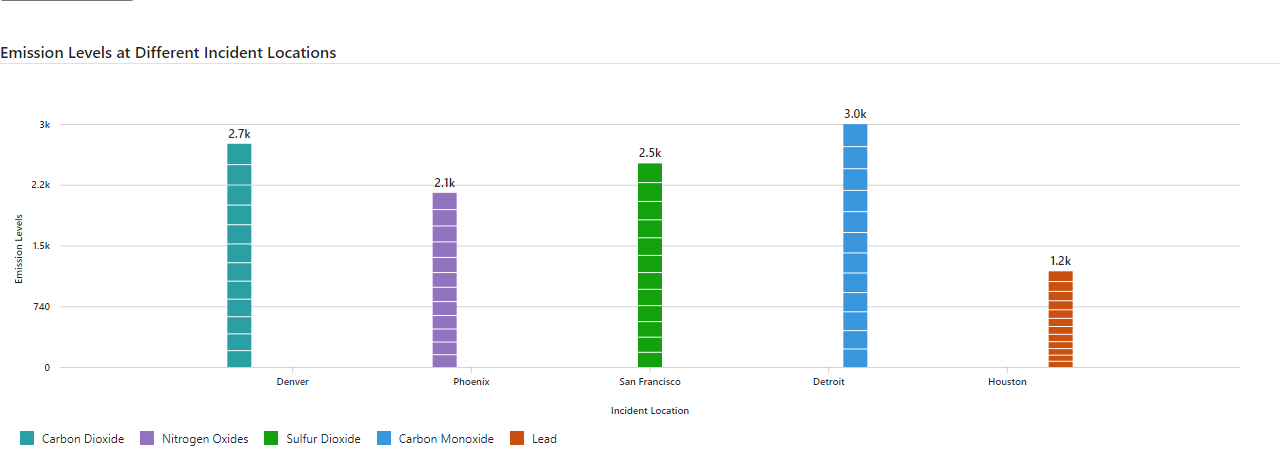 Emission Levels at Different Incident Locations
3.0k
2.7k
2.5k
2.1k
1.2k
3k
2.2k
1.5k
740
0
Emission Levels
Denver Phoenix San Francisco Detroit Houston
Incident Location
Carbon Dioxide Nitrogen Oxides Sulfur Dioxide Carbon Monoxide Lead